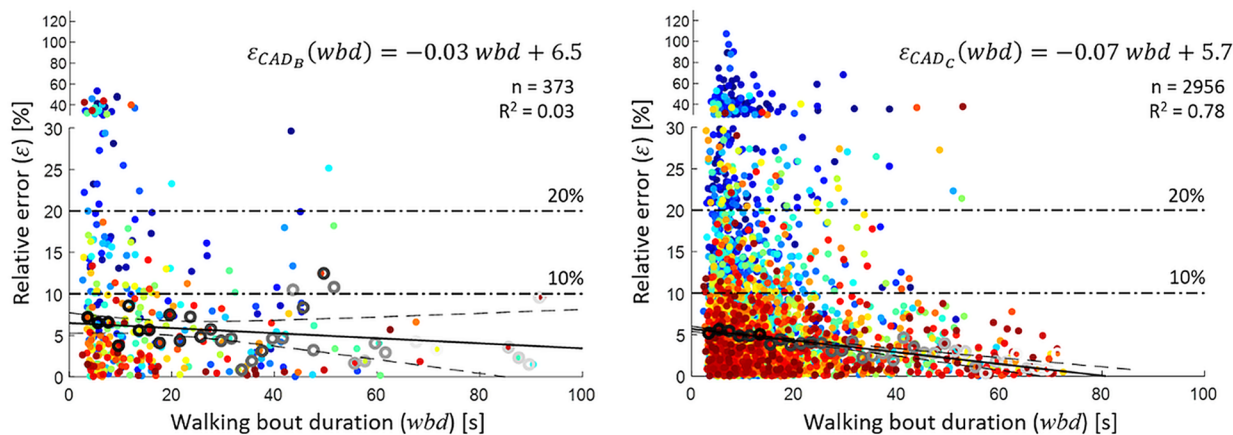 120
100
80
60
40
30
25
20
15
10
5
0
Relative error (ε) [%]
ε_CAD_B(wbd) = −0.03 wbd + 6.5
n = 373
R² = 0.03
20%
10%
0 20 40 60 80 100
Walking bout duration (wbd) [s]
120
100
80
60
40
30
25
20
15
10
5
0
Relative error (ε) [%]
ε_CAD_C(wbd) = −0.07 wbd + 5.7
n = 2956
R² = 0.78
20%
10%
0 20 40 60 80 100
Walking bout duration (wbd) [s]